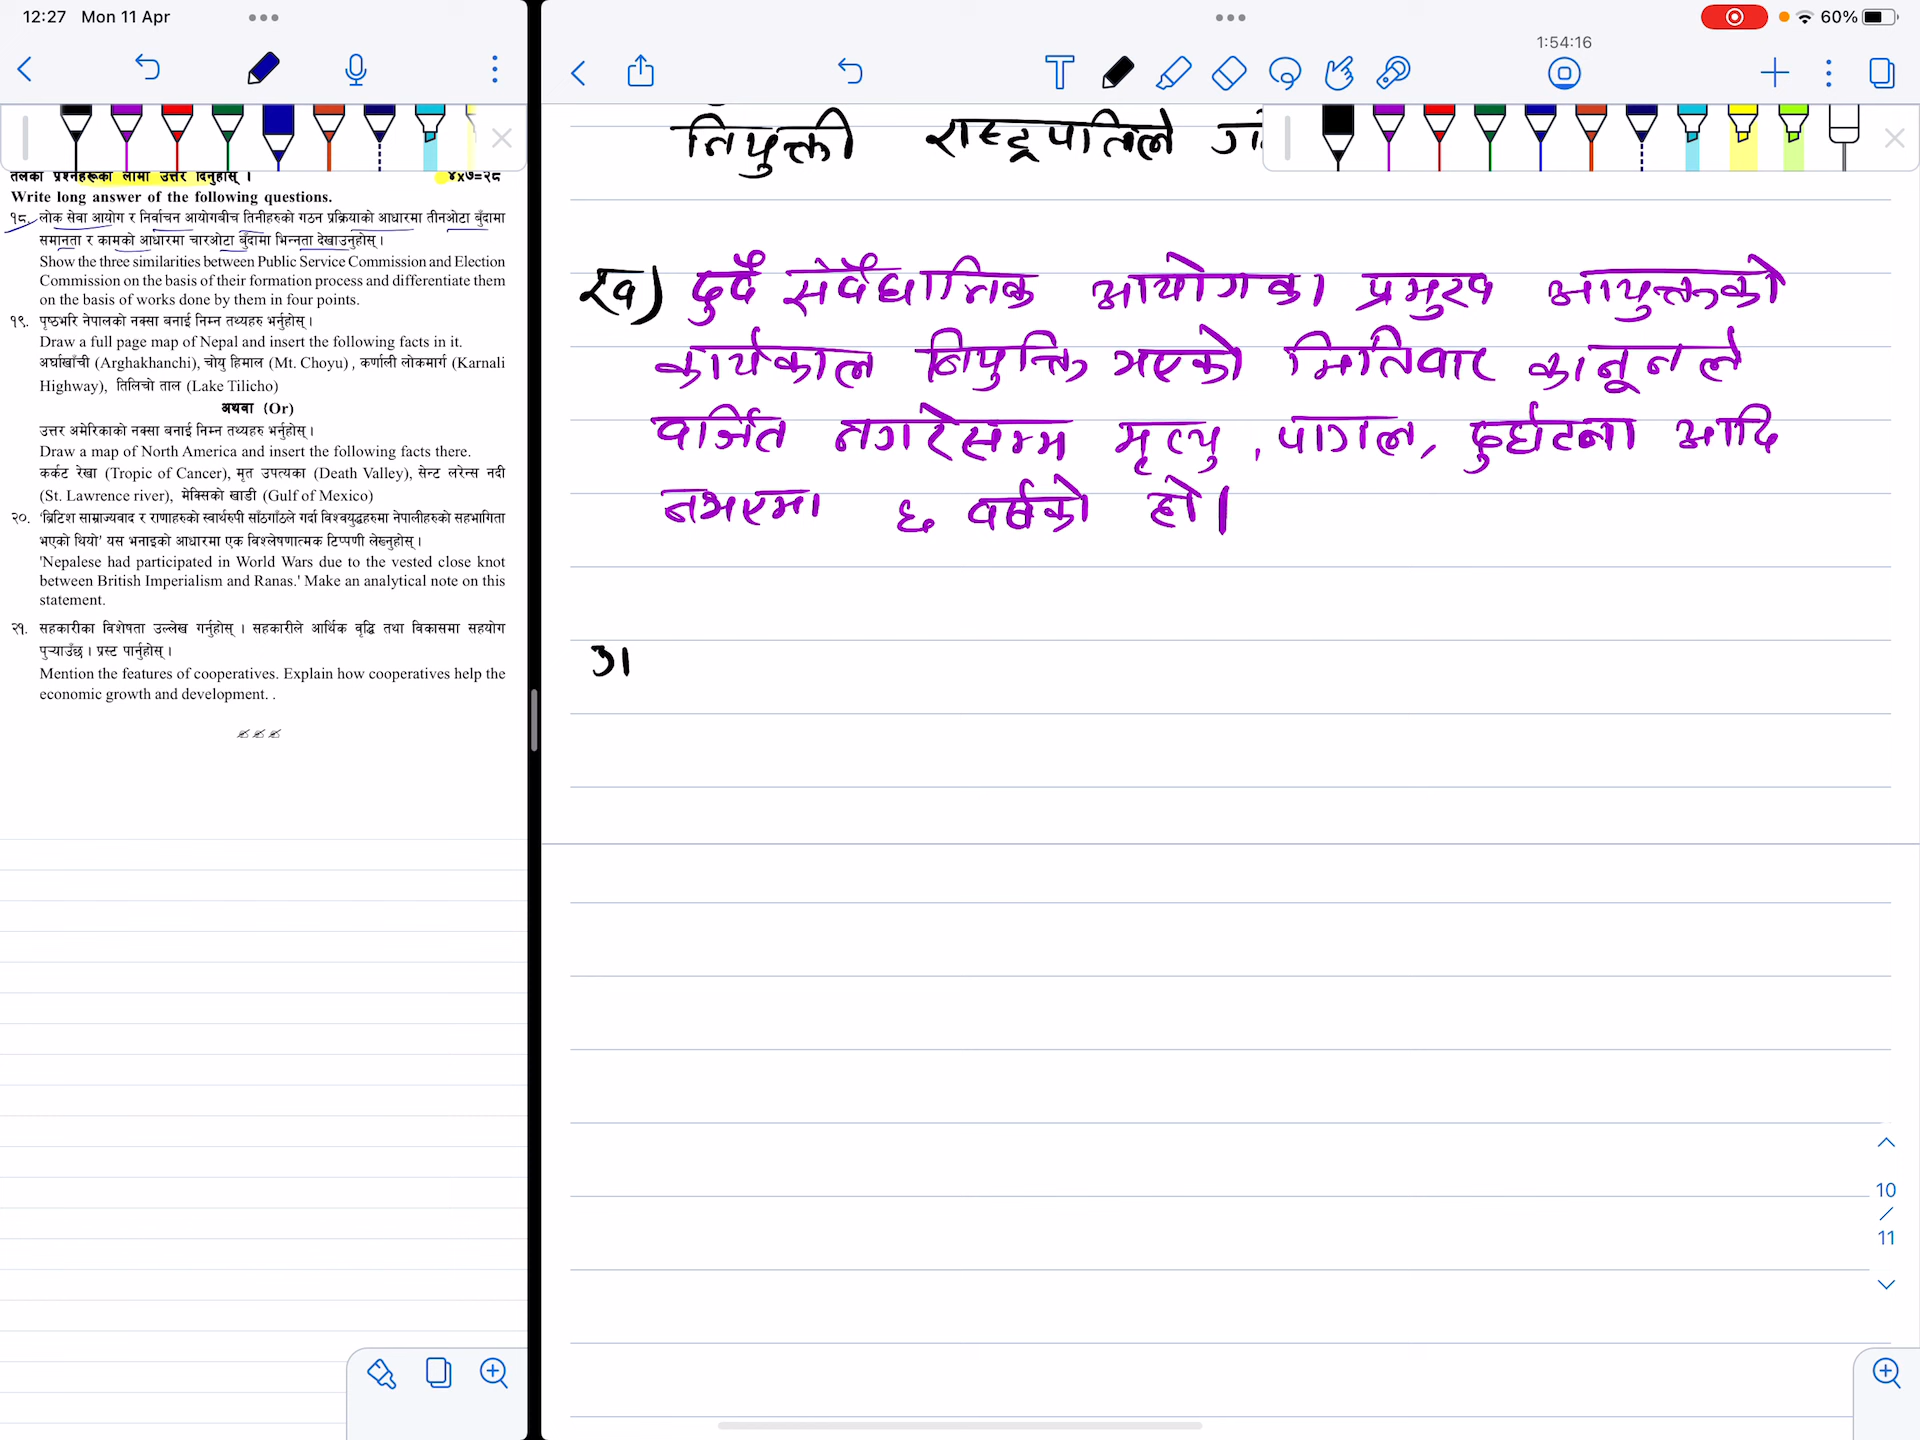 12:27 Mon 11 Apr
60%
1:54:16
तलका प्रश्नहरूका लामो उत्तर दिनुहोस् । ४x७=२८
Write long answer of the following questions.
१८. लोक सेवा आयोग र निर्वाचन आयोगबीच तिनीहरुको गठन प्रक्रियाको आधारमा तीनओटा बुँदामा
समानता र कामको आधारमा चारओटा बुँदामा भिन्नता देखाउनुहोस् ।
Show the three similarities between Public Service Commission and Election
Commission on the basis of their formation process and differentiate them
on the basis of works done by them in four points.
१९. पृष्ठभरि नेपालको नक्सा बनाई निम्न तथ्यहरु भर्नुहोस् ।
Draw a full page map of Nepal and insert the following facts in it.
अर्घाखाँची (Arghakhanchi), चोयु हिमाल (Mt. Choyu) , कर्णाली लोकमार्ग (Karnali
Highway), तिलिचो ताल (Lake Tilicho)
अथवा (Or)
उत्तर अमेरिकाको नक्सा बनाई निम्न तथ्यहरु भर्नुहोस् ।
Draw a map of North America and insert the following facts there.
कर्कट रेखा (Tropic of Cancer), मृत उपत्यका (Death Valley), सेन्ट लरेन्स नदी
(St. Lawrence river), मेक्सिको खाडी (Gulf of Mexico)
२०. 'ब्रिटिश साम्राज्यवाद र राणाहरुको स्वार्थरुपी साँठगाँठले गर्दा विश्वयुद्धहरुमा नेपालीहरुको सहभागिता
भएको थियो' यस भनाइको आधारमा एक विश्लेषणात्मक टिप्पणी लेख्नुहोस् ।
'Nepalese had participated in World Wars due to the vested close knot
between British Imperialism and Ranas.' Make an analytical note on this
statement.
२१. सहकारीका विशेषता उल्लेख गर्नुहोस् । सहकारीले आर्थिक वृद्धि तथा विकासमा सहयोग
पुऱ्याउँछ । प्रस्ट पार्नुहोस् ।
Mention the features of cooperatives. Explain how cooperatives help the
economic growth and development. .
नियुक्ती रास्ट्रपतिले
ख) दुवै संवैधानिक आयोगका प्रमुख आयुक्तको
कार्यकाल नियुक्ति भएको मितिवार कानूनले
वर्जित नगरेसम्म मृत्यु , पागल, दुर्घटना आदि
नभएमा ६ वर्षको हो।
10
/
11